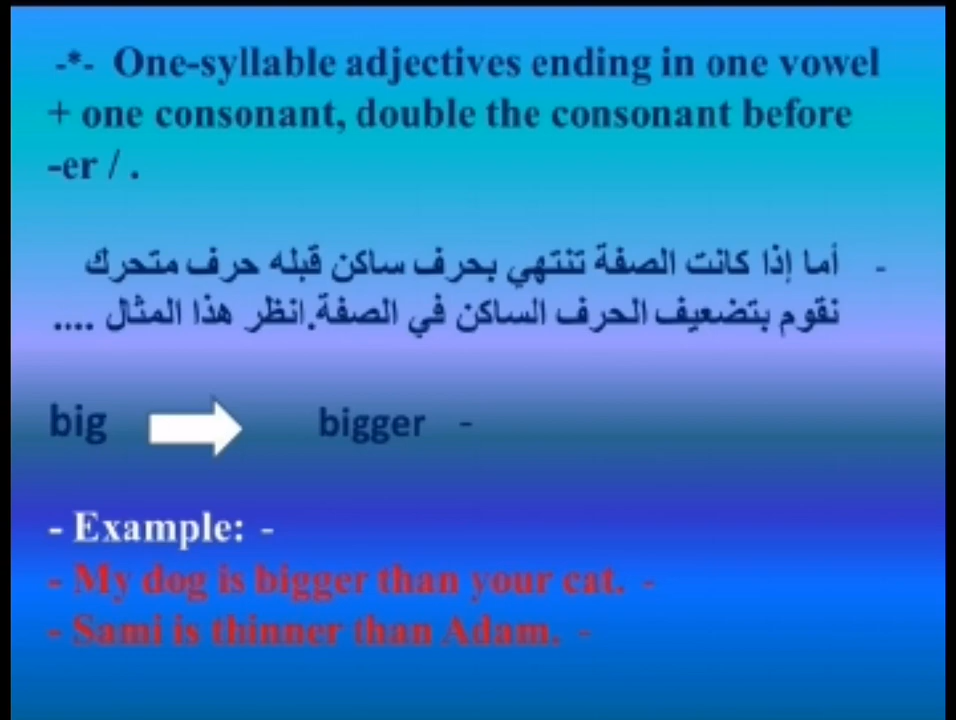 -*- One-syllable adjectives ending in one vowel
+ one consonant, double the consonant before
-er / .
- أما إذا كانت الصفة تنتهي بحرف ساكن قبله حرف متحرك
نقوم بتضعيف الحرف الساكن في الصفة.انظر هذا المثال ....
big bigger -
- Example: -
- My dog is bigger than your cat. -
- Sami is thinner than Adam. -